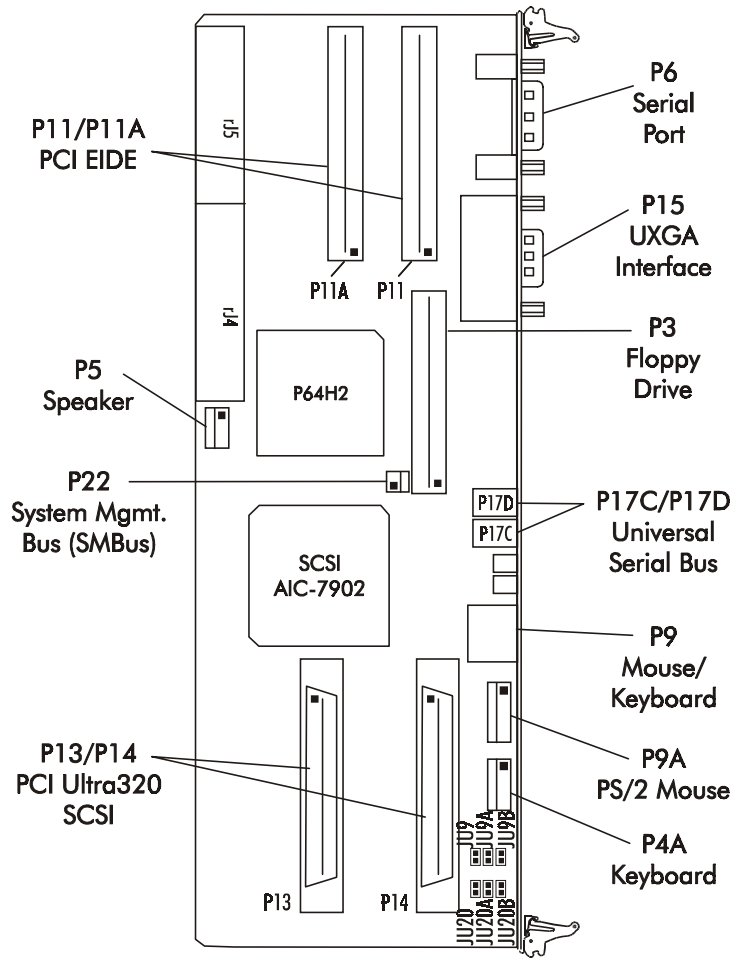 P6
Serial
Port
P11/P11A
PCI EIDE
rJ5
P15
UXGA
Interface
P11A
P11
rJ4
P3
Floppy
Drive
P5
Speaker
P64H2
P22
System Mgmt.
Bus (SMBus)
P17D
P17C
P17C/P17D
Universal
Serial Bus
SCSI
AIC-7902
P9
Mouse/
Keyboard
P13/P14
PCI Ultra320
SCSI
P9A
PS/2 Mouse
P4A
Keyboard
JU9
JU9A
JU9B
P13
P14
JU20
JU20A
JU20B